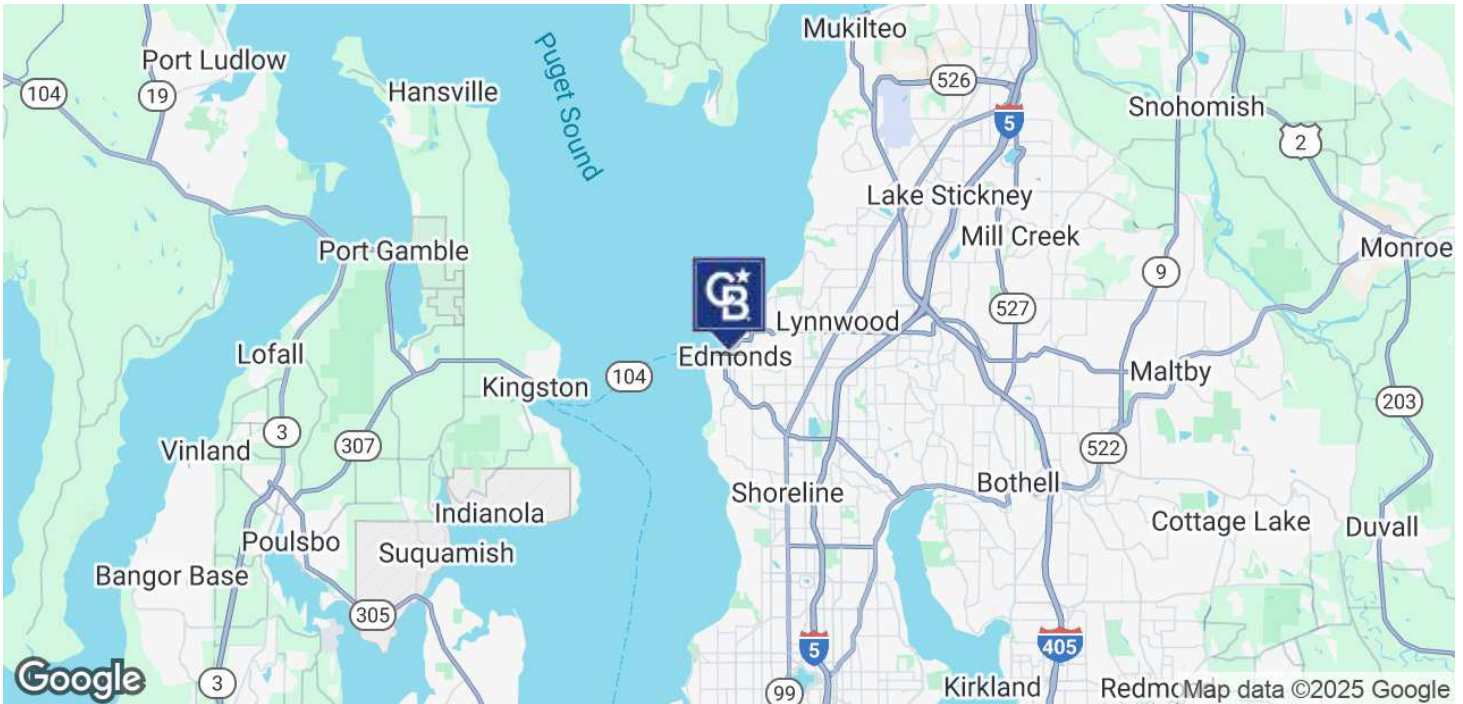 Mukilteo
Port Ludlow
104
19
Hansville
Puget Sound
526
5
Snohomish
2
Lake Stickney
Mill Creek
Port Gamble
Monroe
9
CB
527
Lynnwood
Lofall
Edmonds
104
Kingston
Maltby
203
3
307
Vinland
522
Shoreline
Bothell
Indianola
Cottage Lake
Duvall
Poulsbo
Suquamish
Bangor Base
305
5
405
Google
3
99
Kirkland
Redmo
Map data ©2025 Google